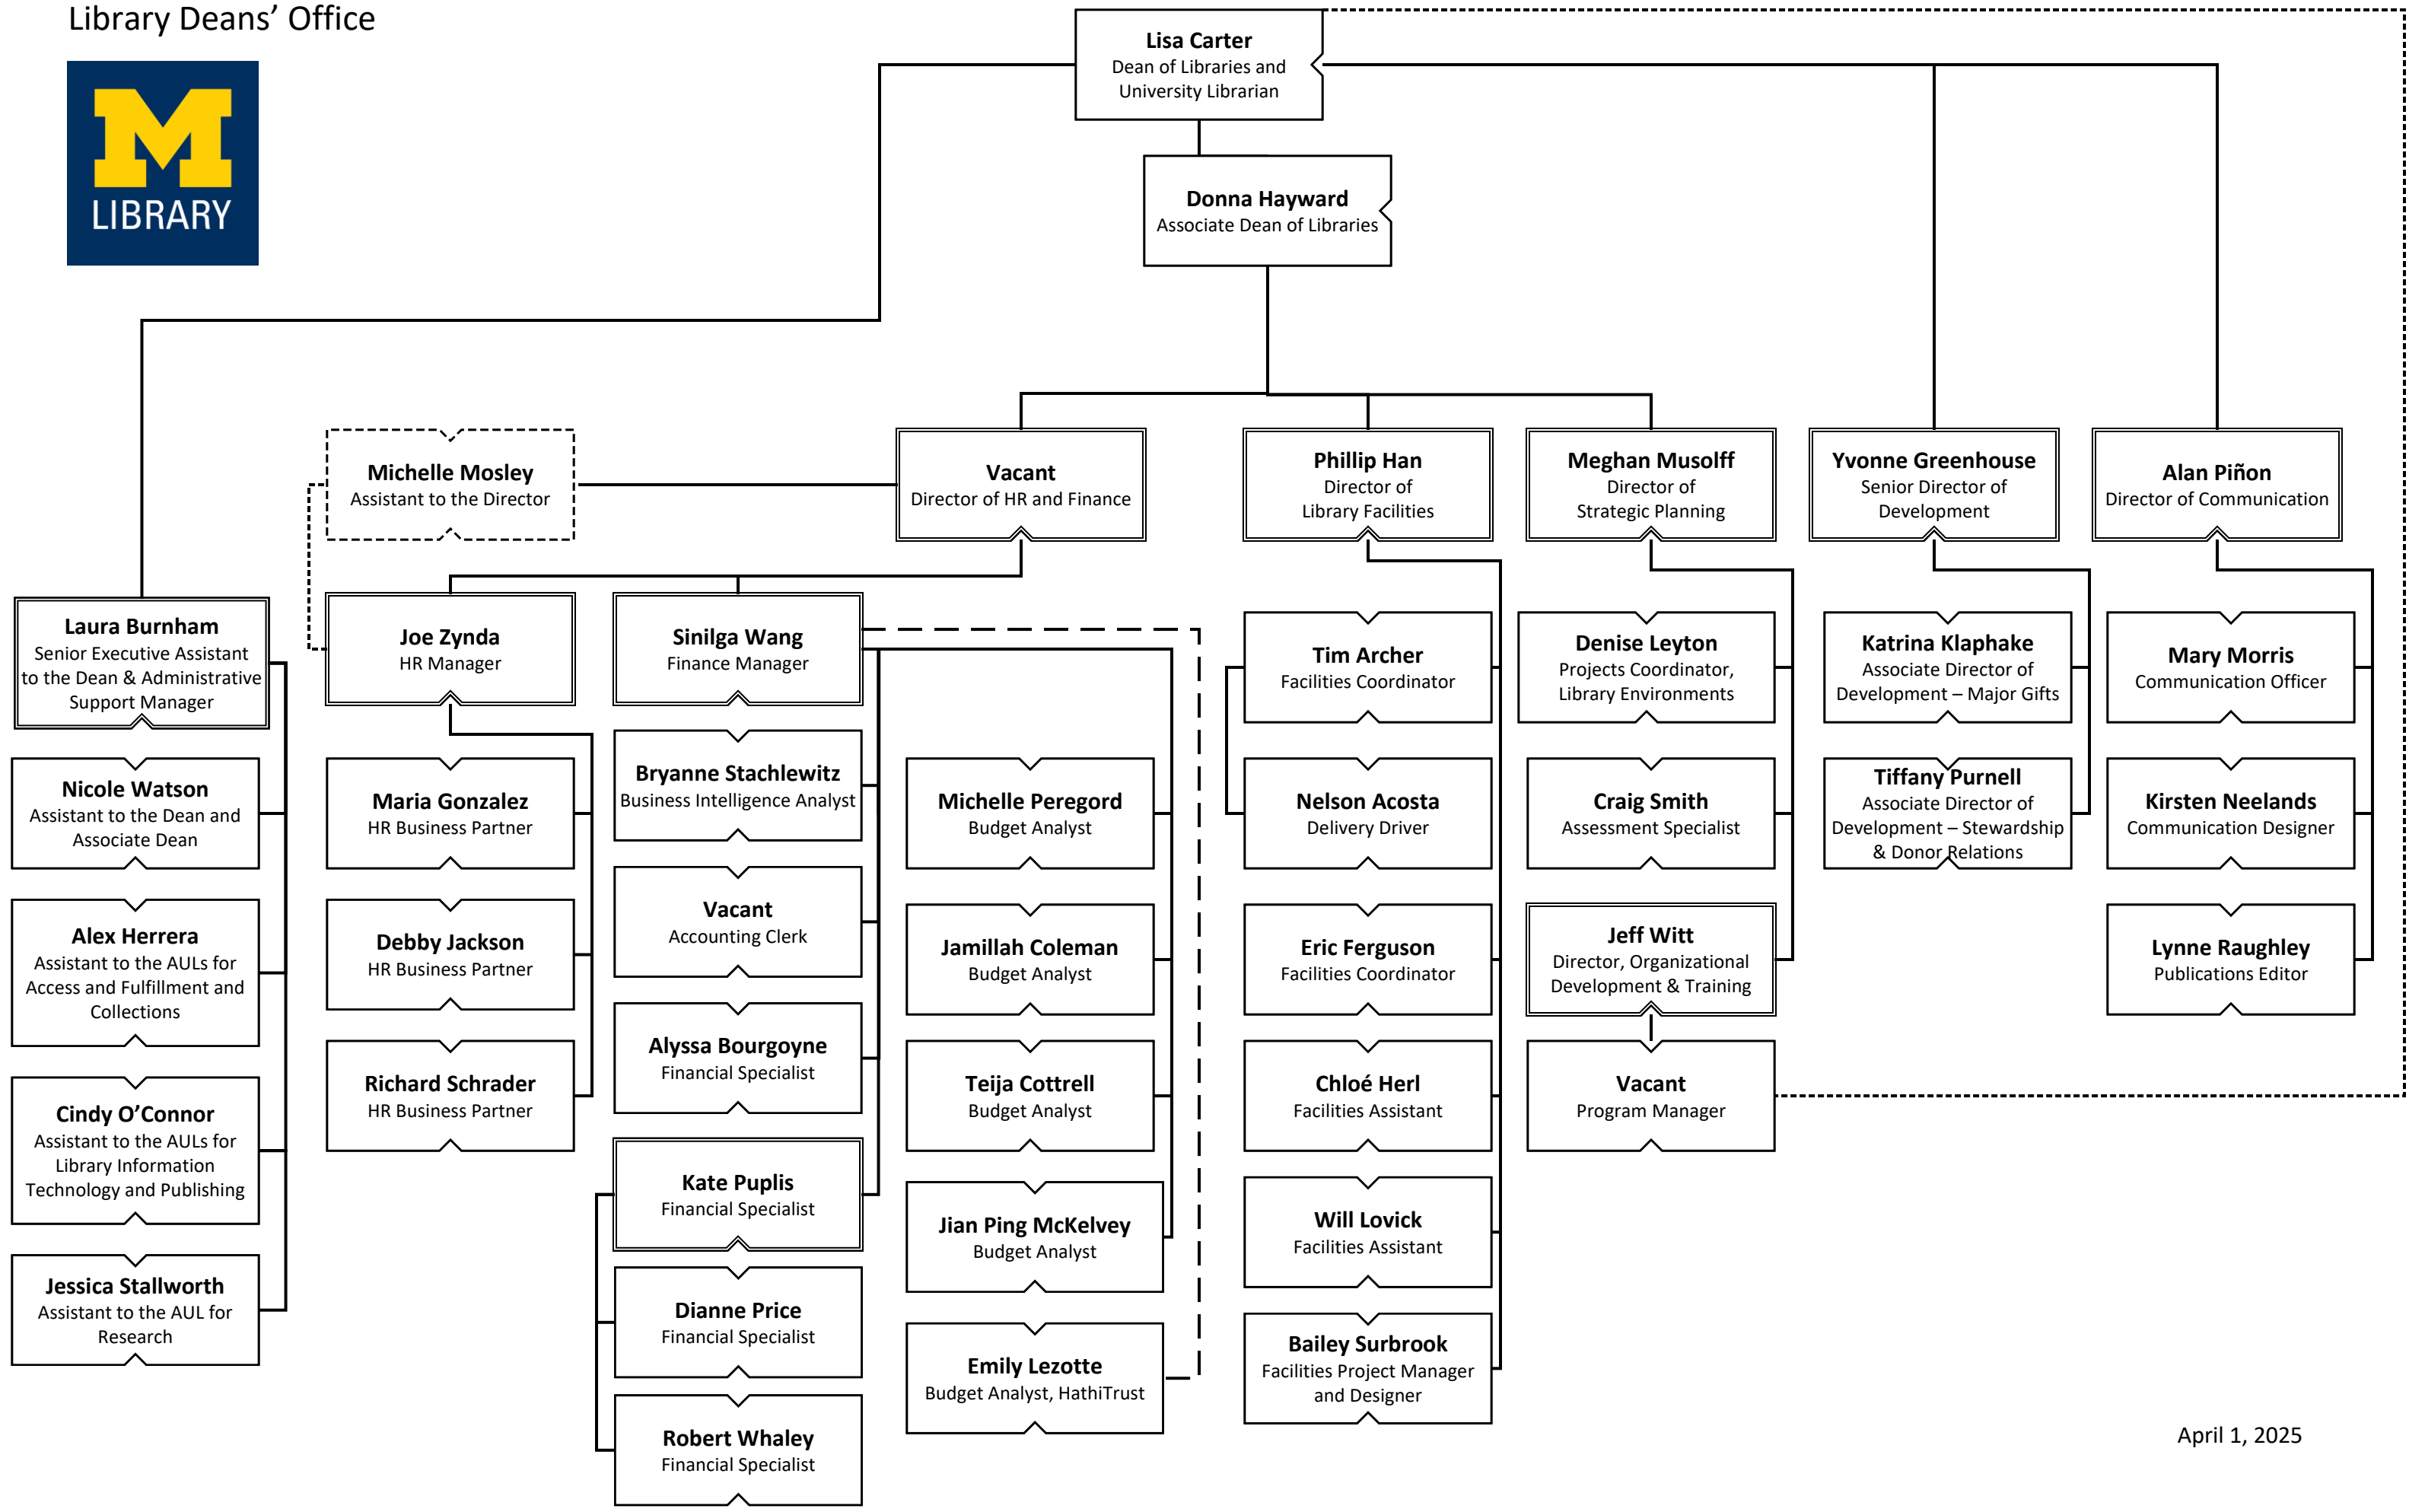 Library Deans’ Office
M
LIBRARY
Lisa Carter
Dean of Libraries and
University Librarian
Donna Hayward
Associate Dean of Libraries
Michelle Mosley
Assistant to the Director
Vacant
Director of HR and Finance
Phillip Han
Director of
Library Facilities
Meghan Musolff
Director of
Strategic Planning
Yvonne Greenhouse
Senior Director of
Development
Alan Piñon
Director of Communication
Laura Burnham
Senior Executive Assistant
to the Dean & Administrative
Support Manager
Nicole Watson
Assistant to the Dean and
Associate Dean
Alex Herrera
Assistant to the AULs for
Access and Fulfillment and
Collections
Cindy O’Connor
Assistant to the AULs for
Library Information
Technology and Publishing
Jessica Stallworth
Assistant to the AUL for
Research
Joe Zynda
HR Manager
Maria Gonzalez
HR Business Partner
Debby Jackson
HR Business Partner
Richard Schrader
HR Business Partner
Sinilga Wang
Finance Manager
Bryanne Stachlewitz
Business Intelligence Analyst
Vacant
Accounting Clerk
Alyssa Bourgoyne
Financial Specialist
Kate Puplis
Financial Specialist
Dianne Price
Financial Specialist
Robert Whaley
Financial Specialist
Michelle Peregord
Budget Analyst
Jamillah Coleman
Budget Analyst
Teija Cottrell
Budget Analyst
Jian Ping McKelvey
Budget Analyst
Emily Lezotte
Budget Analyst, HathiTrust
Tim Archer
Facilities Coordinator
Nelson Acosta
Delivery Driver
Eric Ferguson
Facilities Coordinator
Chloé Herl
Facilities Assistant
Will Lovick
Facilities Assistant
Bailey Surbrook
Facilities Project Manager
and Designer
Denise Leyton
Projects Coordinator,
Library Environments
Craig Smith
Assessment Specialist
Jeff Witt
Director, Organizational
Development & Training
Vacant
Program Manager
Katrina Klaphake
Associate Director of
Development – Major Gifts
Tiffany Purnell
Associate Director of
Development – Stewardship
& Donor Relations
Mary Morris
Communication Officer
Kirsten Neelands
Communication Designer
Lynne Raughley
Publications Editor
April 1, 2025